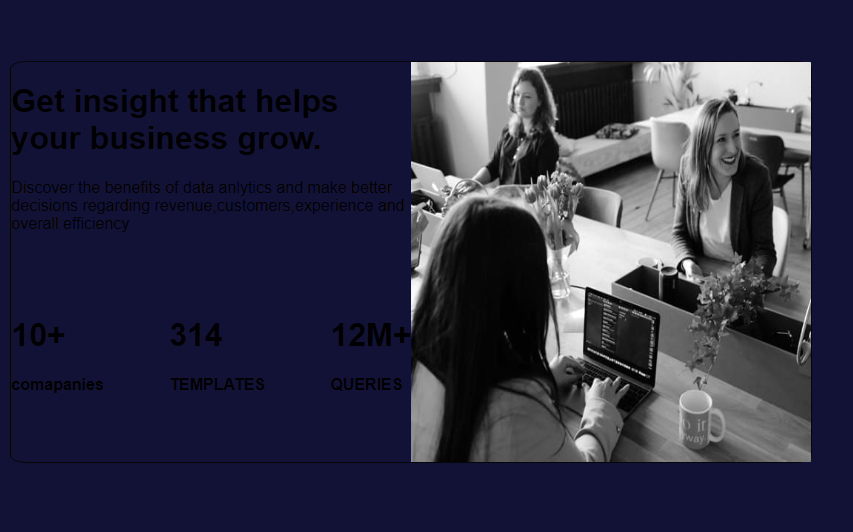 Get insight that helps
your business grow.
Discover the benefits of data anlytics and make better
decisions regarding revenue,customers,experience and
overall efficiency
10+ 314 12M+
comapanies TEMPLATES QUERIES